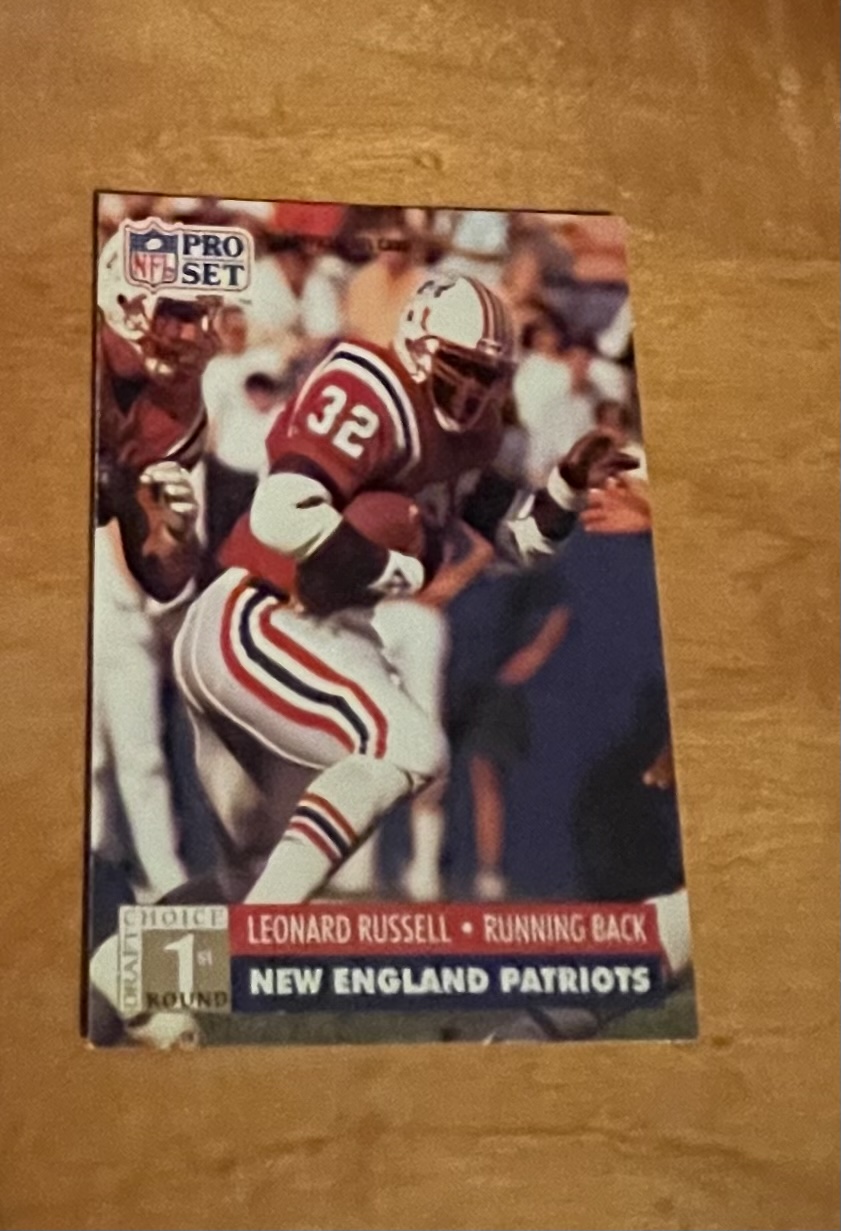 NFL
PRO
SET
32
LEONARD RUSSELL • RUNNING BACK
NEW ENGLAND PATRIOTS
DRAFT
CHOICE
1ST
ROUND